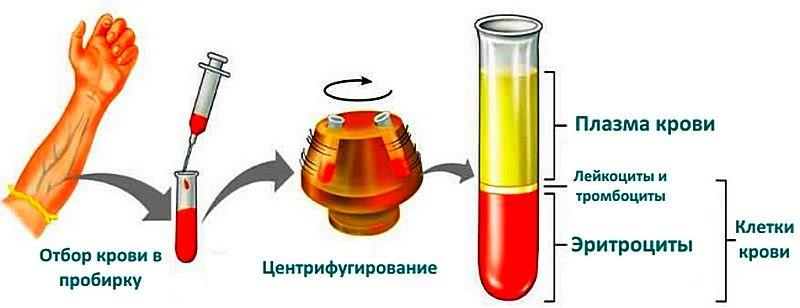 Отбор крови в
пробирку
Центрифугирование
Плазма крови
Лейкоциты и
тромбоциты
Эритроциты
Клетки
крови